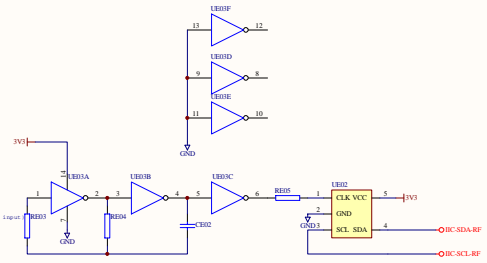 UE03F
13
12
UE03D
9
8
UE03E
11
10
GND
3V3
14
UE03A
UE03B
UE03C
UE02
1
2
3
4
5
6
RE05
1
CLK VCC
5
3V3
Input
RE03
7
RE04
CE02
2
GND
GND
3
SCL SDA
4
IIC-SDA-RF
GND
IIC-SCL-RF